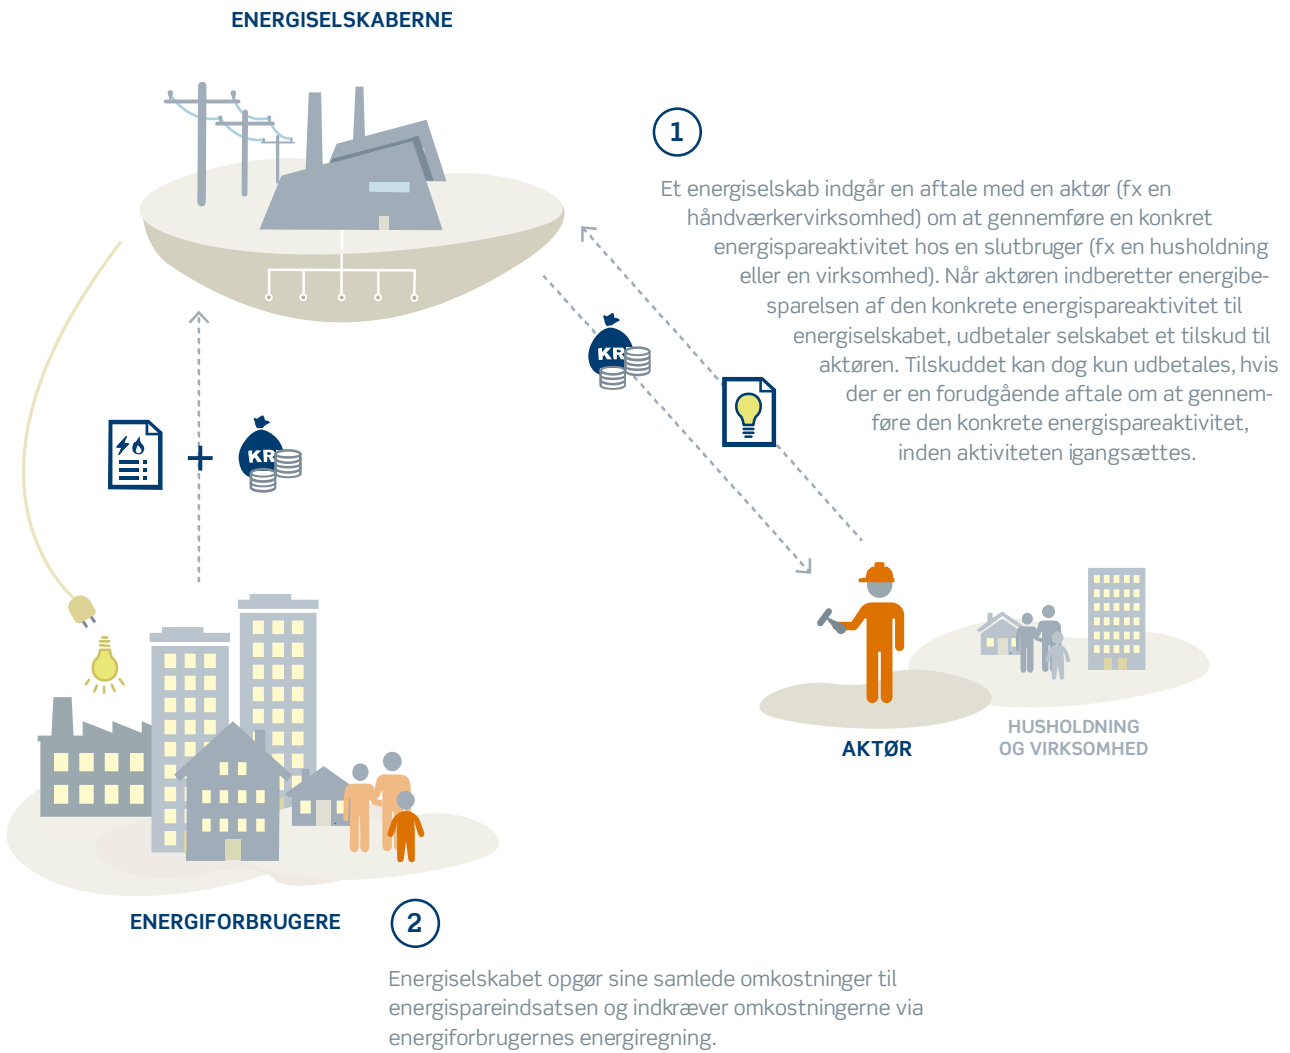 ENERGISELSKABERNE
1
Et energiselskab indgår en aftale med en aktør (fx en
håndværkervirksomhed) om at gennemføre en konkret
energispareaktivitet hos en slutbruger (fx en husholdning
eller en virksomhed). Når aktøren indberetter energibe-
sparelsen af den konkrete energispareaktivitet til
energiselskabet, udbetaler selskabet et tilskud til
aktøren. Tilskuddet kan dog kun udbetales, hvis
der er en forudgående aftale om at gennem-
føre den konkrete energispareaktivitet,
inden aktiviteten igangsættes.
KR
KR
AKTØR
HUSHOLDNING
OG VIRKSOMHED
ENERGIFORBRUGERE
2
Energiselskabet opgør sine samlede omkostninger til
energispareindsatsen og indkræver omkostningerne via
energiforbrugernes energiregning.